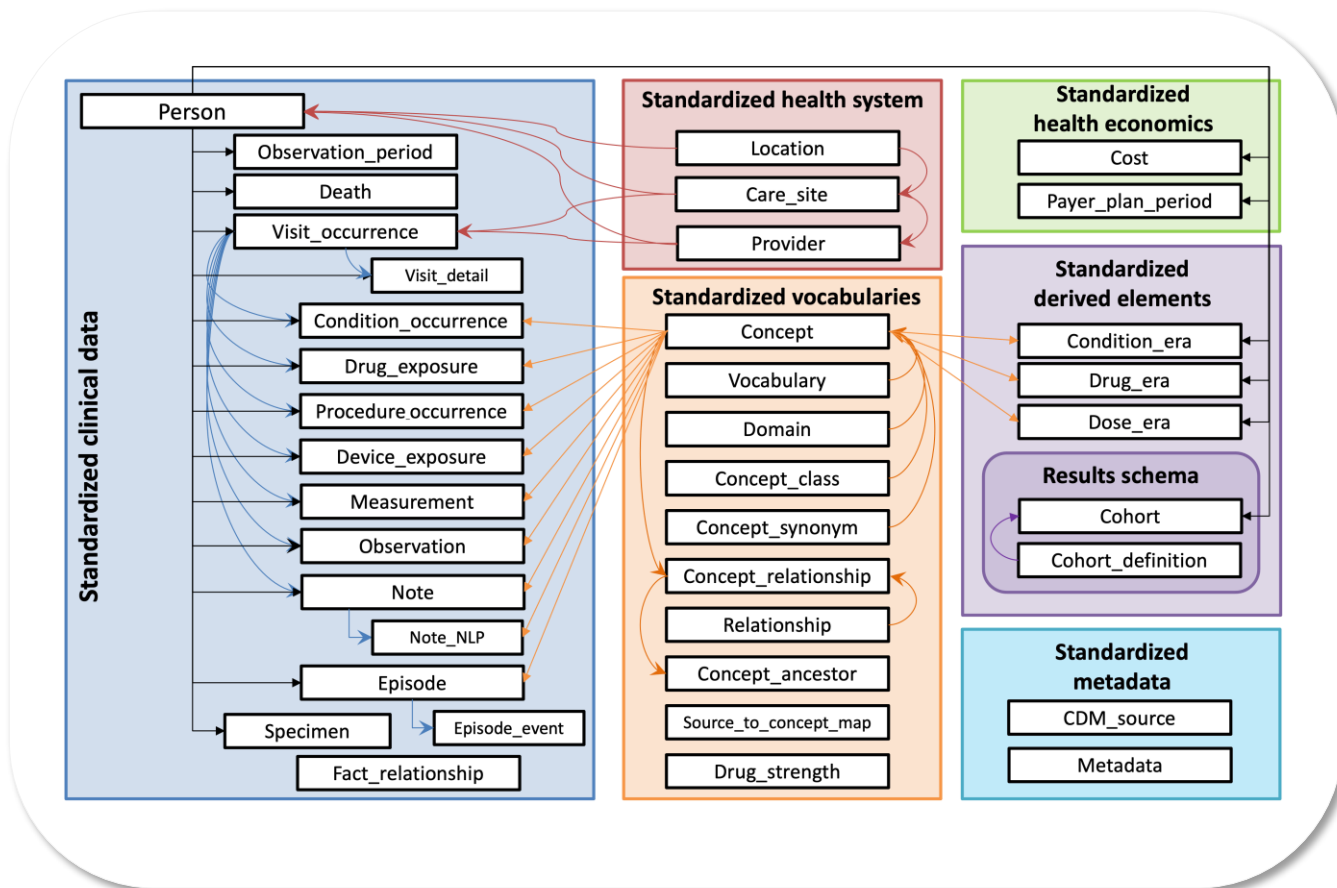 Standardized clinical data
Person
Observation_period
Death
Visit_occurrence
Visit_detail
Condition_occurrence
Drug_exposure
Procedure_occurrence
Device_exposure
Measurement
Observation
Note
Note_NLP
Episode
Episode_event
Specimen
Fact_relationship
Standardized health system
Location
Care_site
Provider
Standardized vocabularies
Concept
Vocabulary
Domain
Concept_class
Concept_synonym
Concept_relationship
Relationship
Concept_ancestor
Source_to_concept_map
Drug_strength
Standardized
health economics
Cost
Payer_plan_period
Standardized
derived elements
Condition_era
Drug_era
Dose_era
Results schema
Cohort
Cohort_definition
Standardized
metadata
CDM_source
Metadata